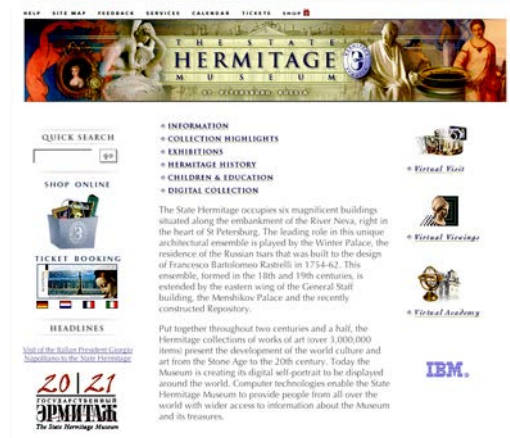 HELP SITE MAP FEEDBACK SERVICES CALENDAR TICKETS SHOP
THE STATE
HERMITAGE
MUSEUM
ST PETERSBURG RUSSIA
QUICK SEARCH
go
SHOP ONLINE
TICKET BOOKING
HEADLINES
Visit of the Italian President Giorgio
Napolitano to the State Hermitage
20 21
ГОСУДАРСТВЕННЫЙ
ЭРМИТАЖ
The State Hermitage Museum
INFORMATION
COLLECTION HIGHLIGHTS
EXHIBITIONS
HERMITAGE HISTORY
CHILDREN & EDUCATION
DIGITAL COLLECTION
The State Hermitage occupies six magnificent buildings
situated along the embankment of the River Neva, right in
the heart of St Petersburg. The leading role in this unique
architectural ensemble is played by the Winter Palace, the
residence of the Russian tsars that was built to the design
of Francesco Bartolomeo Rastrelli in 1754-62. This
ensemble, formed in the 18th and 19th centuries, is
extended by the eastern wing of the General Staff
building, the Menshikov Palace and the recently
constructed Repository.
Put together throughout two centuries and a half, the
Hermitage collections of works of art (over 3,000,000
items) present the development of the world culture and
art from the Stone Age to the 20th century. Today the
Museum is creating its digital self-portrait to be displayed
around the world. Computer technologies enable the State
Hermitage Museum to provide people from all over the
world with wider access to information about the Museum
and its treasures.
Virtual Visit
Virtual Viewings
Virtual Academy
IBM.